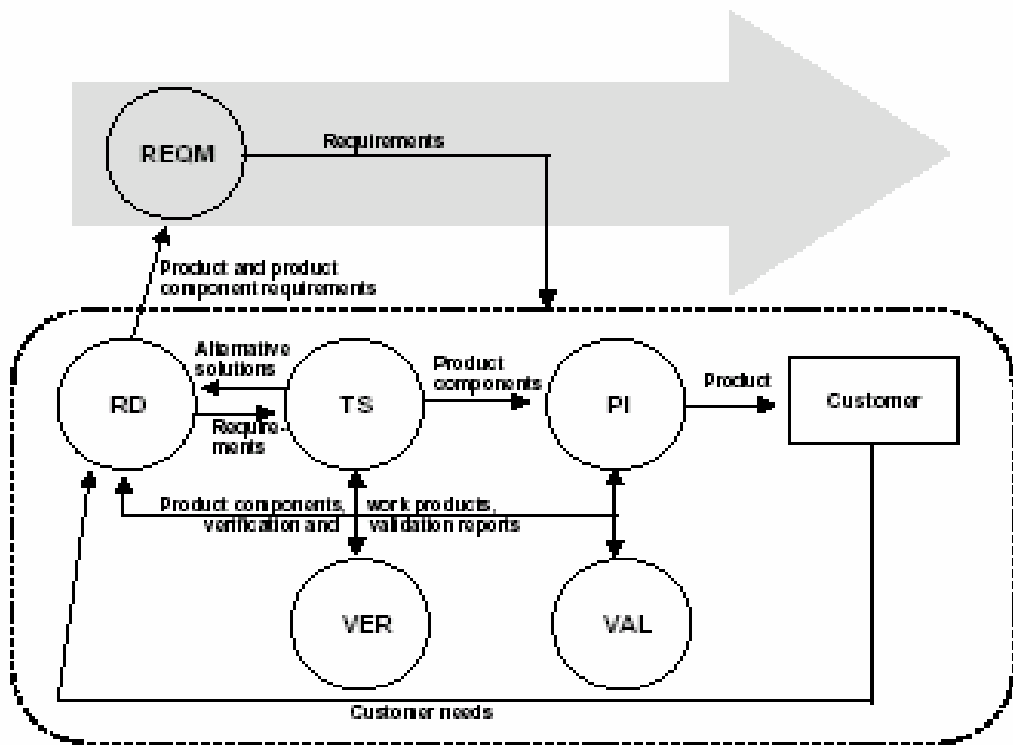 REQM
Requirements
Product and product
component requirements
Alternative
solutions
RD
Require-
ments
TS
Product
components
PI
Product
Customer
Product components, work products,
verification and validation reports
VER
VAL
Customer needs